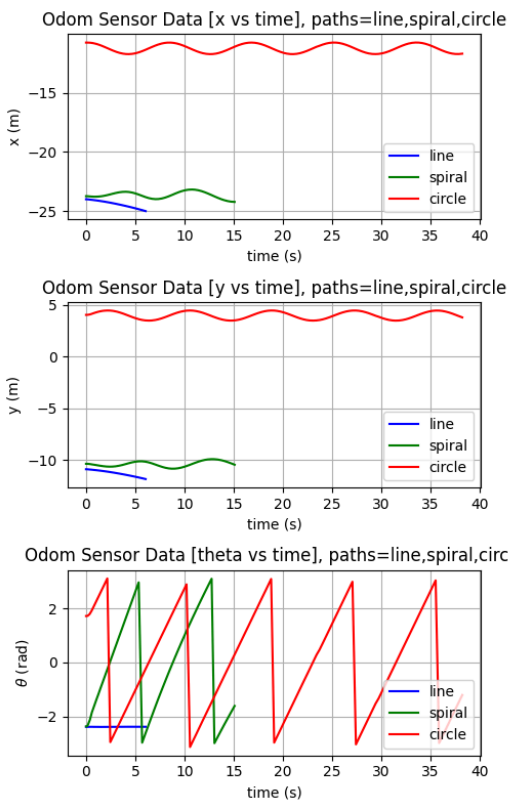 Odom Sensor Data [x vs time], paths=line,spiral,circle
x (m)
−15
−20
−25
line
spiral
circle
0 5 10 15 20 25 30 35 40
time (s)
Odom Sensor Data [y vs time], paths=line,spiral,circle
y (m)
5
0
−5
−10
line
spiral
circle
0 5 10 15 20 25 30 35 40
time (s)
Odom Sensor Data [theta vs time], paths=line,spiral,circ
θ (rad)
2
0
−2
line
spiral
circle
0 5 10 15 20 25 30 35 40
time (s)